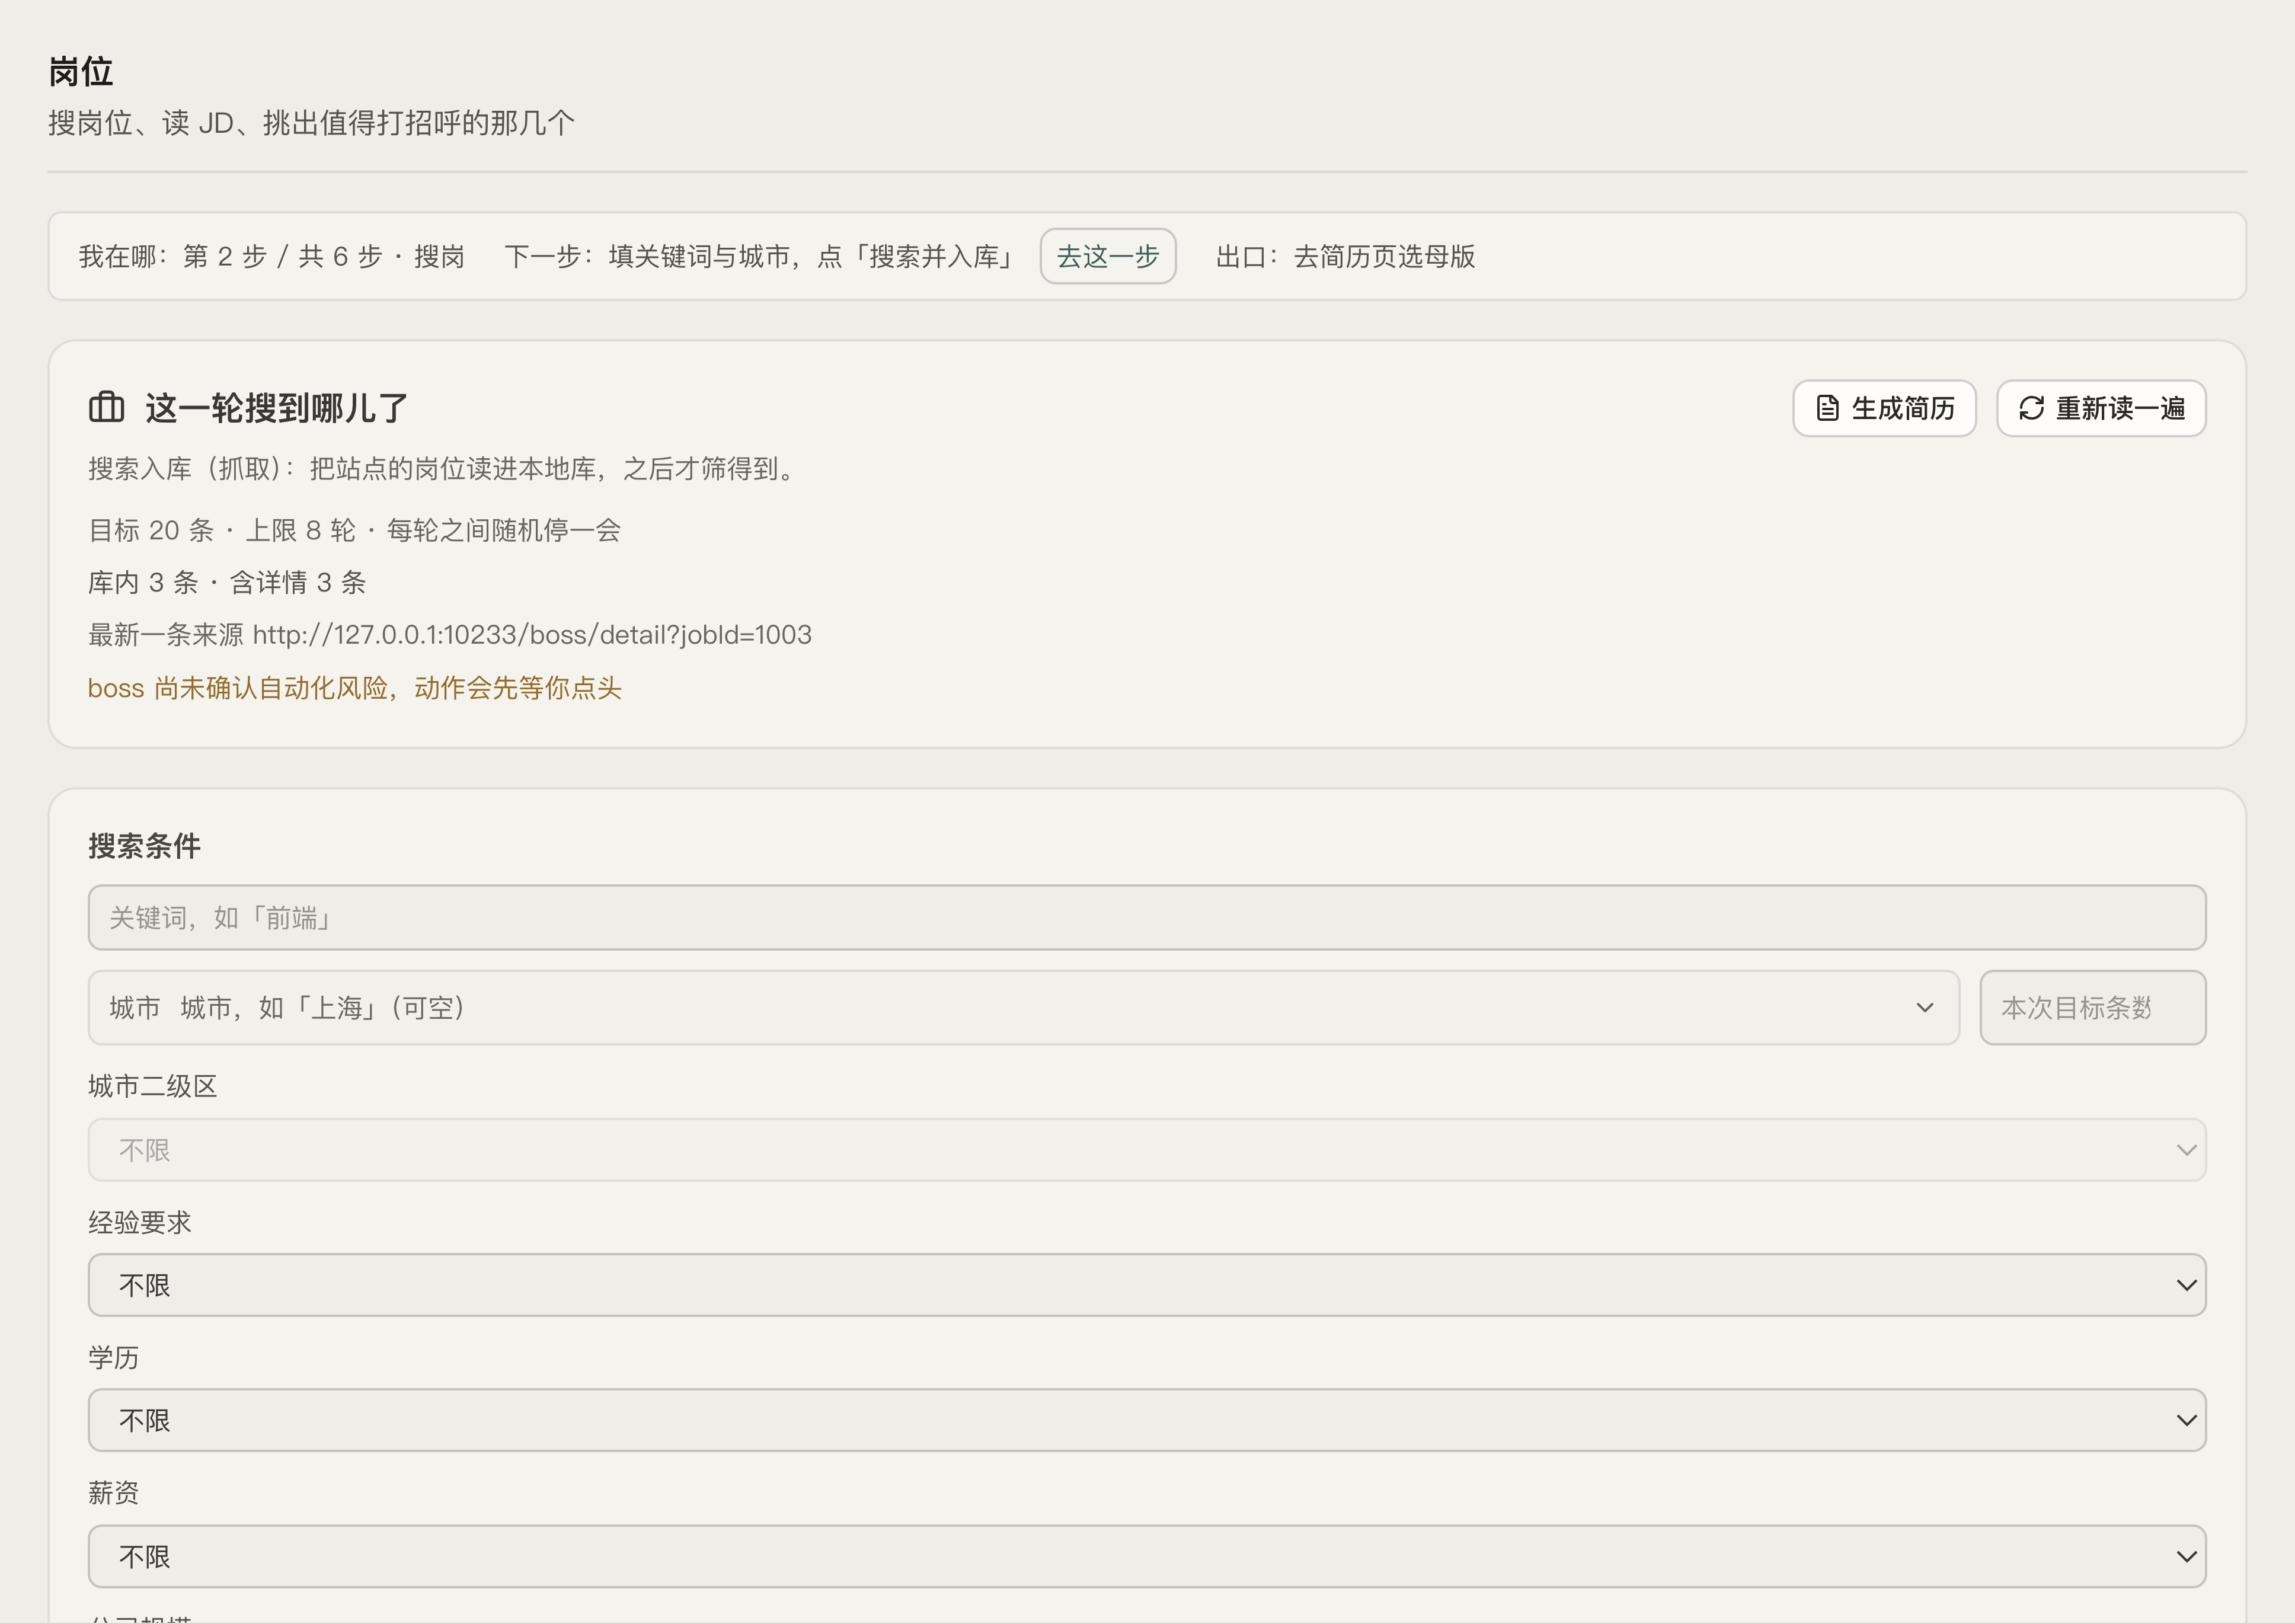 岗位
搜岗位、读 JD、挑出值得打招呼的那几个
我在哪：第 2 步 / 共 6 步 · 搜岗 下一步：填关键词与城市，点「搜索并入库」 去这一步 出口：去简历页选母版
这一轮搜到哪儿了 生成简历 重新读一遍
搜索入库（抓取）：把站点的岗位读进本地库，之后才筛得到。
目标 20 条 · 上限 8 轮 · 每轮之间随机停一会
库内 3 条 · 含详情 3 条
最新一条来源 http://127.0.0.1:10233/boss/detail?jobId=1003
boss 尚未确认自动化风险，动作会先等你点头
搜索条件
关键词，如「前端」
城市 城市，如「上海」（可空） 本次目标条数
城市二级区
不限
经验要求
不限
学历
不限
薪资
不限